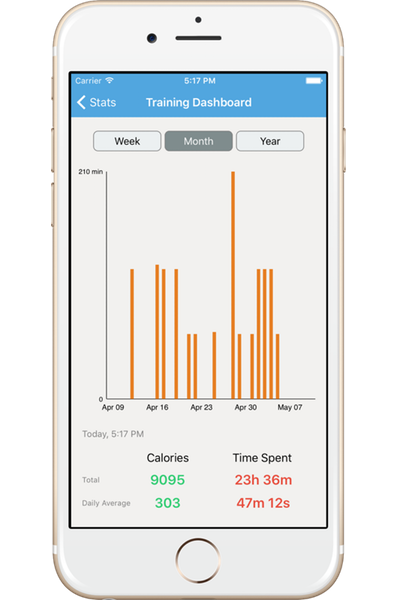 Carrier 5:17 PM
Stats Training Dashboard
Week Month Year
210 min
0
Apr 09 Apr 16 Apr 23 Apr 30 May 07
Today, 5:17 PM
Calories Time Spent
Total 9095 23h 36m
Daily Average 303 47m 12s